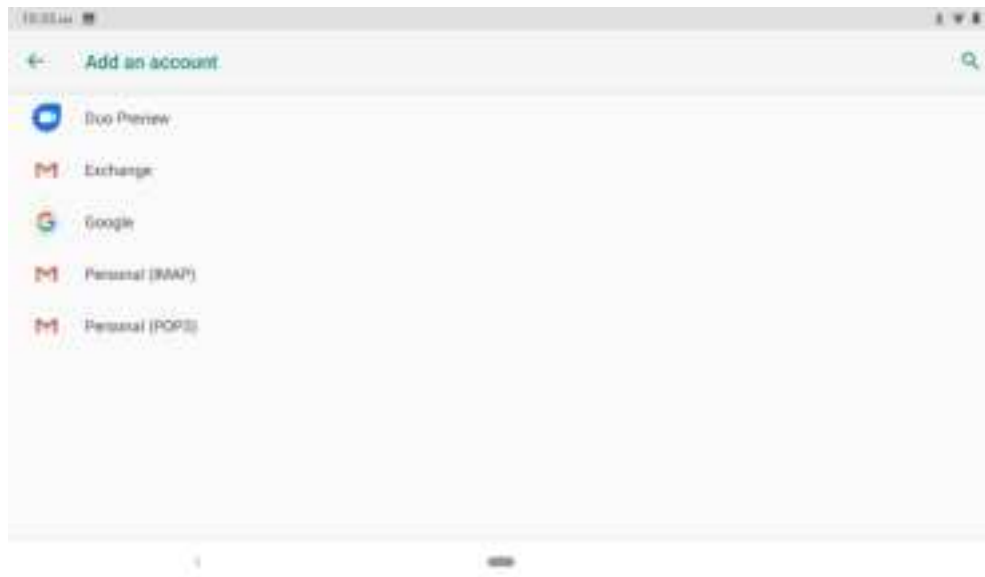 Add an account
Duo Preview
Exchange
Google
Personal (IMAP)
Personal (POP3)